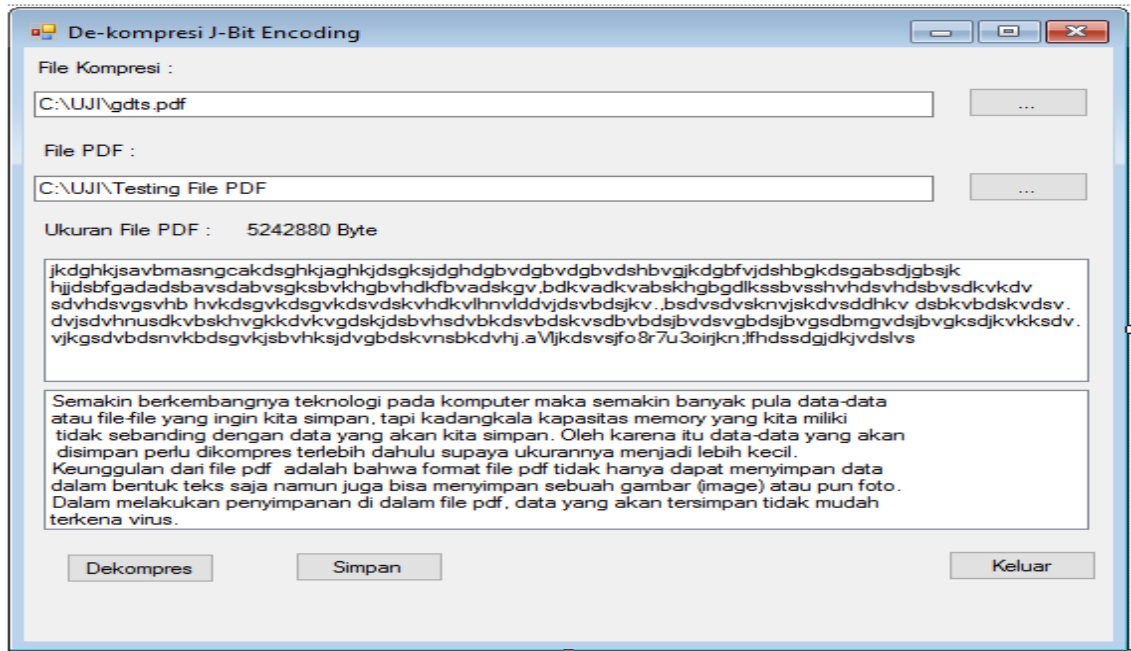 De-kompresi J-Bit Encoding
File Kompresi :
C:\UJI\gdts.pdf
...
File PDF :
C:\UJI\Testing File PDF
...
Ukuran File PDF : 5242880 Byte
jkdghkjsavbmasngcakdsghkjaghkjdsgksjdghdgbvdgbvdgbvdshbvgjkdgbfvjdshbgkdsgabsdjgbsjk
hjjdsbfgadadsbavsdabvsgksbvkhgbvhdkfbvadskgv,bdkvadkvabskhgbgdlkssbvsshvhdsvhdsbvsdkvkdv
sdvhdsvgsvhb hvkdsgvkdsgvkdsvdskvhdkvlhnvlddvjdsvbdsjkv.,bsdvsdvsknvjskdvsddhkv dsbkvbdskvdsv.
dvjsdvhnusdkvbskhvgkkdvkvgdskjdsbvhsdvbkdsvbdskvsdbvbdsjbvdsvgbdsjbvgsdbmgvdsjbvgksdjkvkksdv.
vjkgsdvbdsnvkbdsgvkjsbvhksjdvgbdskvnsbkdvhj.aVljkdsvsjfo8r7u3oirjkn;lfhdssdgjdkjvdslvs
Semakin berkembangnya teknologi pada komputer maka semakin banyak pula data-data
atau file-file yang ingin kita simpan, tapi kadangkala kapasitas memory yang kita miliki
tidak sebanding dengan data yang akan kita simpan. Oleh karena itu data-data yang akan
disimpan perlu dikompres terlebih dahulu supaya ukurannya menjadi lebih kecil.
Keunggulan dari file pdf adalah bahwa format file pdf tidak hanya dapat menyimpan data
dalam bentuk teks saja namun juga bisa menyimpan sebuah gambar (image) atau pun foto.
Dalam melakukan penyimpanan di dalam file pdf, data yang akan tersimpan tidak mudah
terkena virus.
Dekompres
Simpan
Keluar